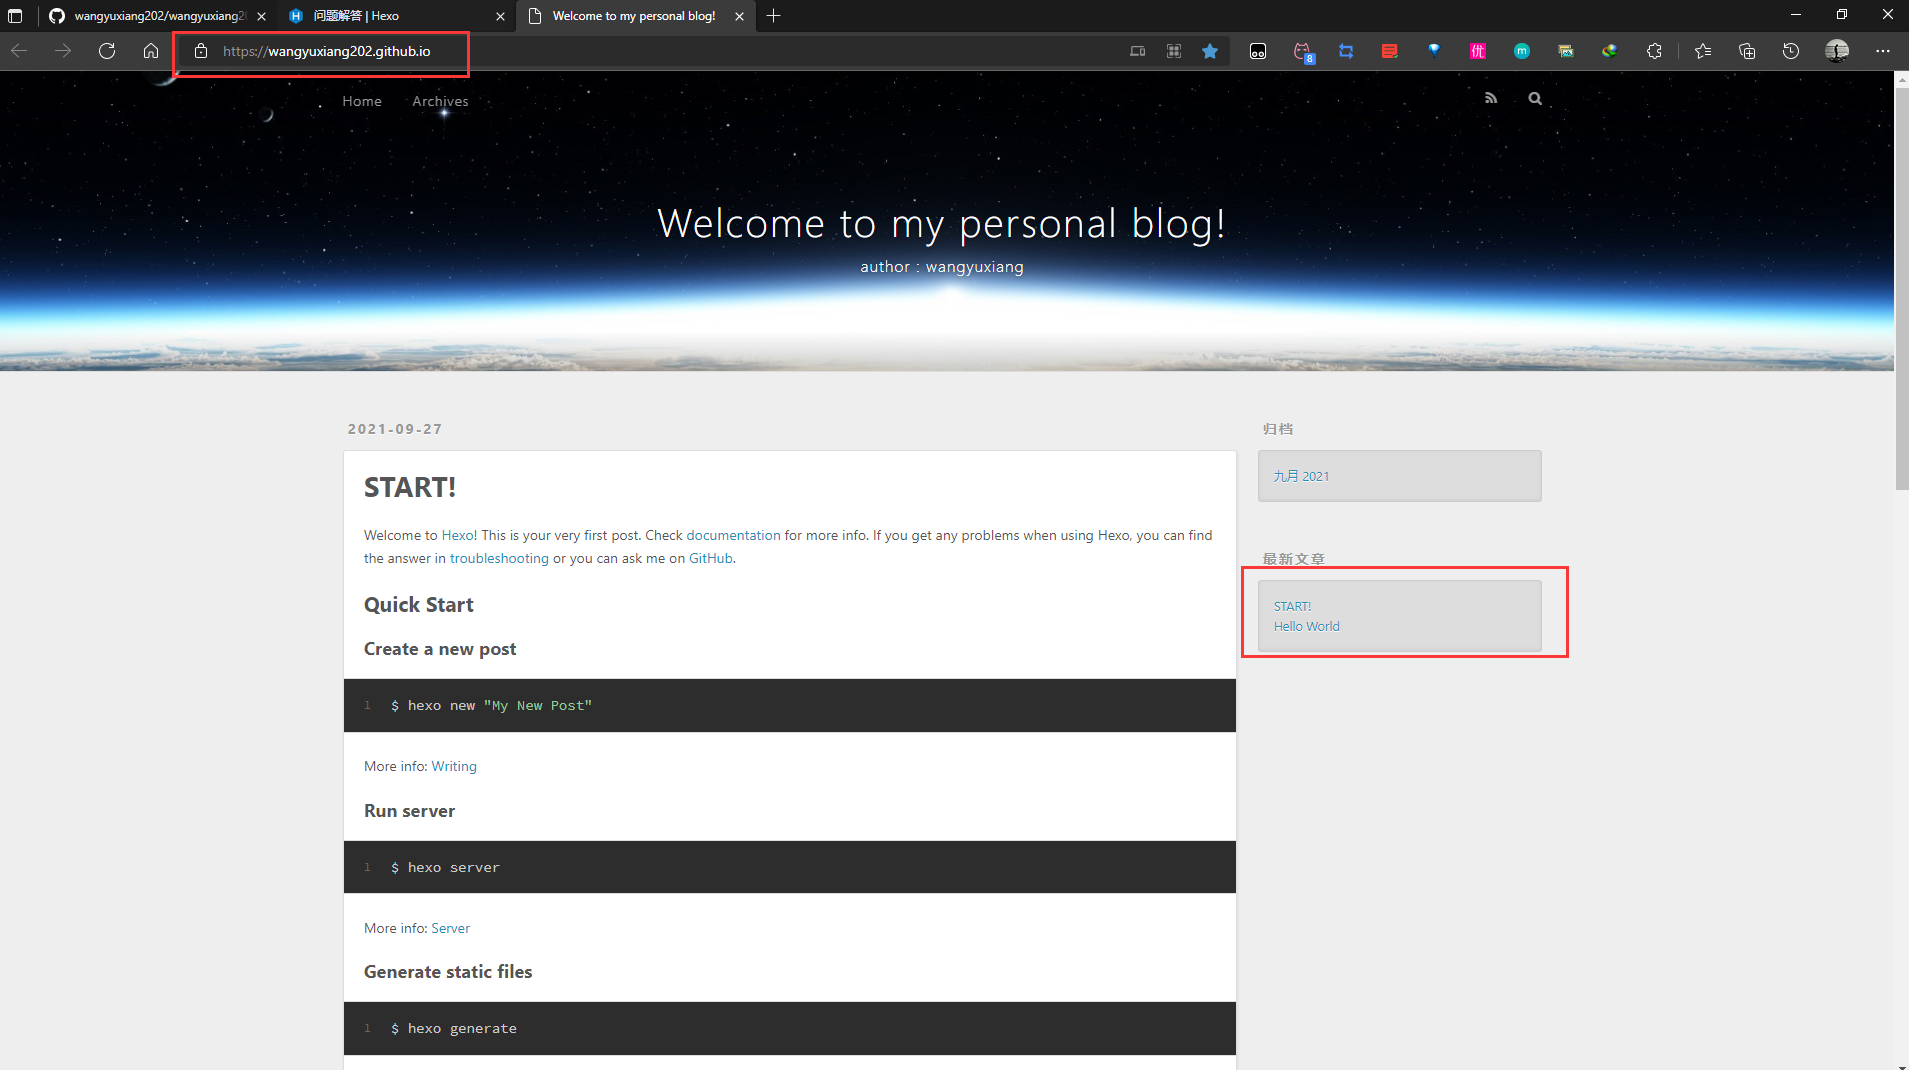 wangyuxiang202/wangyuxiang20
问题解答 | Hexo
Welcome to my personal blog!
https://wangyuxiang202.github.io
8
优
m
Home
Archives
Welcome to my personal blog!
author : wangyuxiang
2021-09-27
START!
Welcome to Hexo! This is your very first post. Check documentation for more info. If you get any problems when using Hexo, you can find
the answer in troubleshooting or you can ask me on GitHub.
Quick Start
Create a new post
1 $ hexo new "My New Post"
More info: Writing
Run server
1 $ hexo server
More info: Server
Generate static files
1 $ hexo generate
归档
九月 2021
最新文章
START!
Hello World